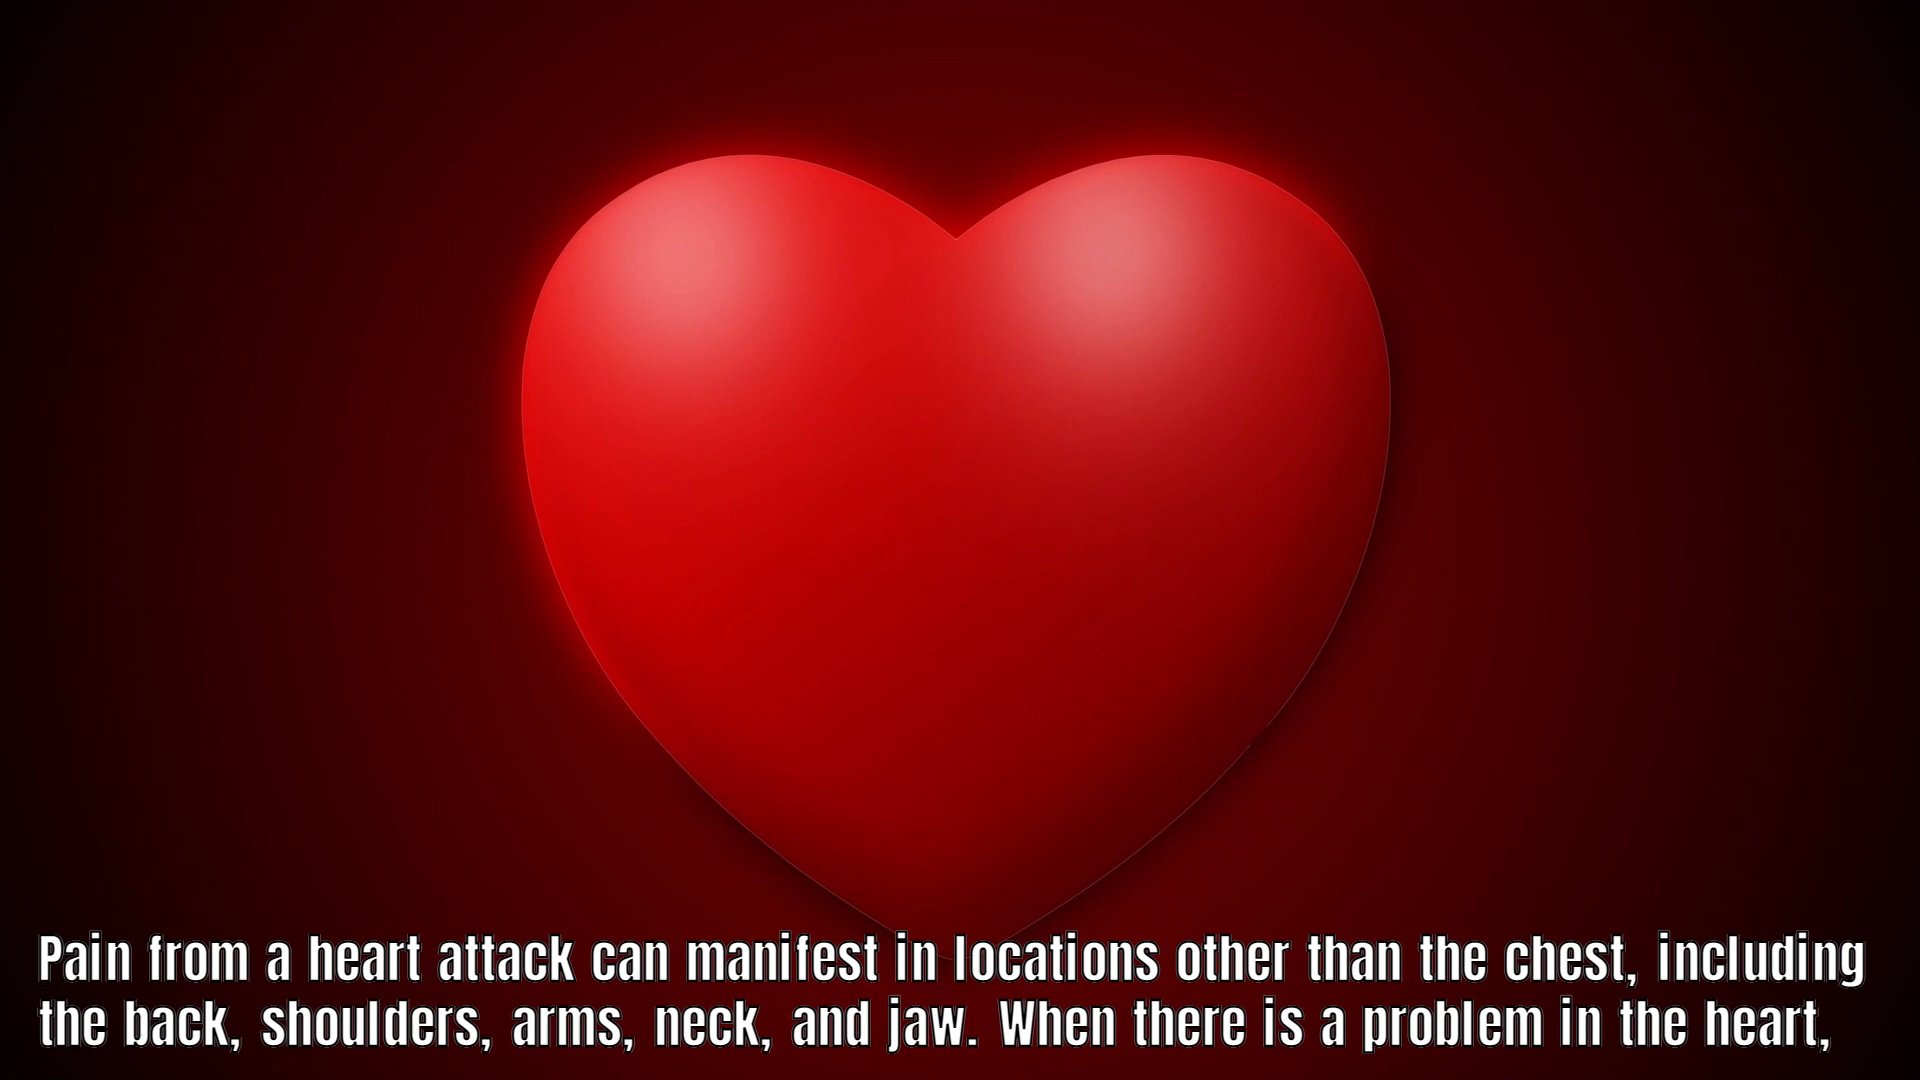 Pain from a heart attack can manifest in locations other than the chest, including
the back, shoulders, arms, neck, and jaw. When there is a problem in the heart,